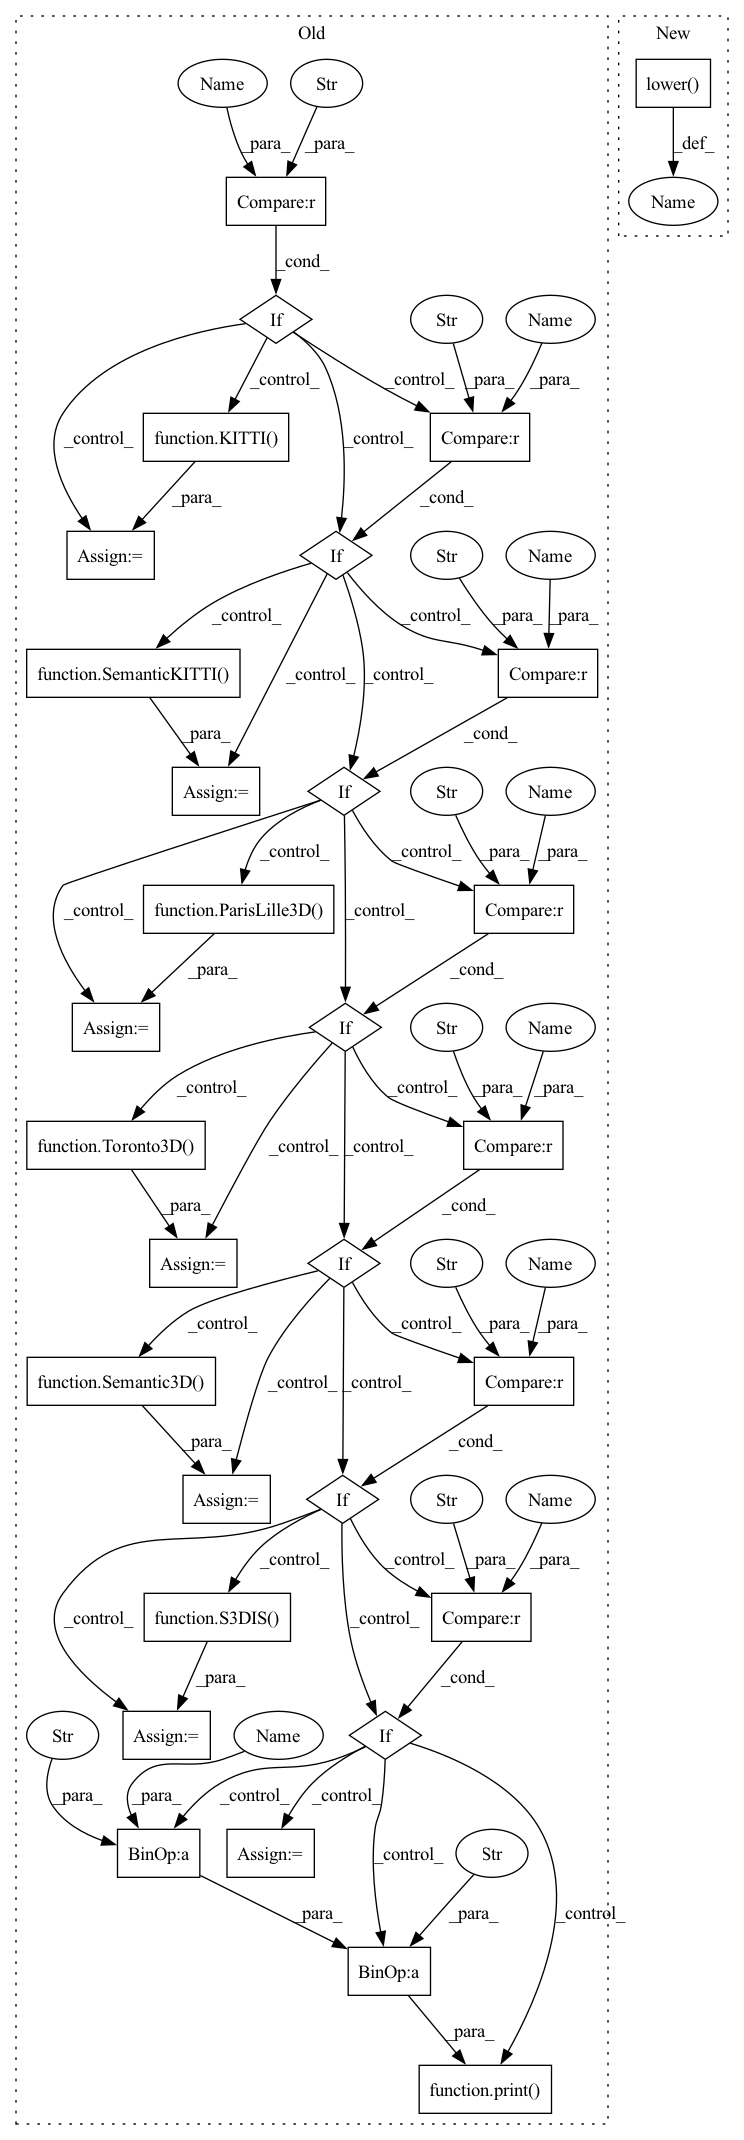 Old
New
Name
Str
lower()
_para_
_para_
_def_
Compare:r
Name
_cond_
If
Str
Name
_control_
_control_
_para_
_para_
_control_
_control_
function.KITTI()
Compare:r
_para_
_cond_
Assign:=
If
Str
Name
_control_
_control_
_para_
_para_
function.SemanticKITTI()
_control_
_control_
Compare:r
_para_
_cond_
Assign:=
If
Str
Name
_control_
_control_
_para_
_para_
_control_
function.ParisLille3D()
_control_
Compare:r
_para_
_cond_
Assign:=
If
Str
Name
_control_
_control_
_para_
_para_
function.Toronto3D()
_control_
_control_
Compare:r
_para_
_cond_
Assign:=
If
Str
Name
_control_
_control_
_para_
_para_
function.Semantic3D()
_control_
_control_
Compare:r
_para_
_cond_
Assign:=
If
Str
Name
_control_
_control_
_para_
_para_
_control_
function.S3DIS()
_control_
Compare:r
_para_
_cond_
Str
Assign:=
Name
If
_para_
_para_
_control_
_control_
BinOp:a
Assign:=
_control_
Str
_para_
_para_
_control_
BinOp:a
_para_
function.print()